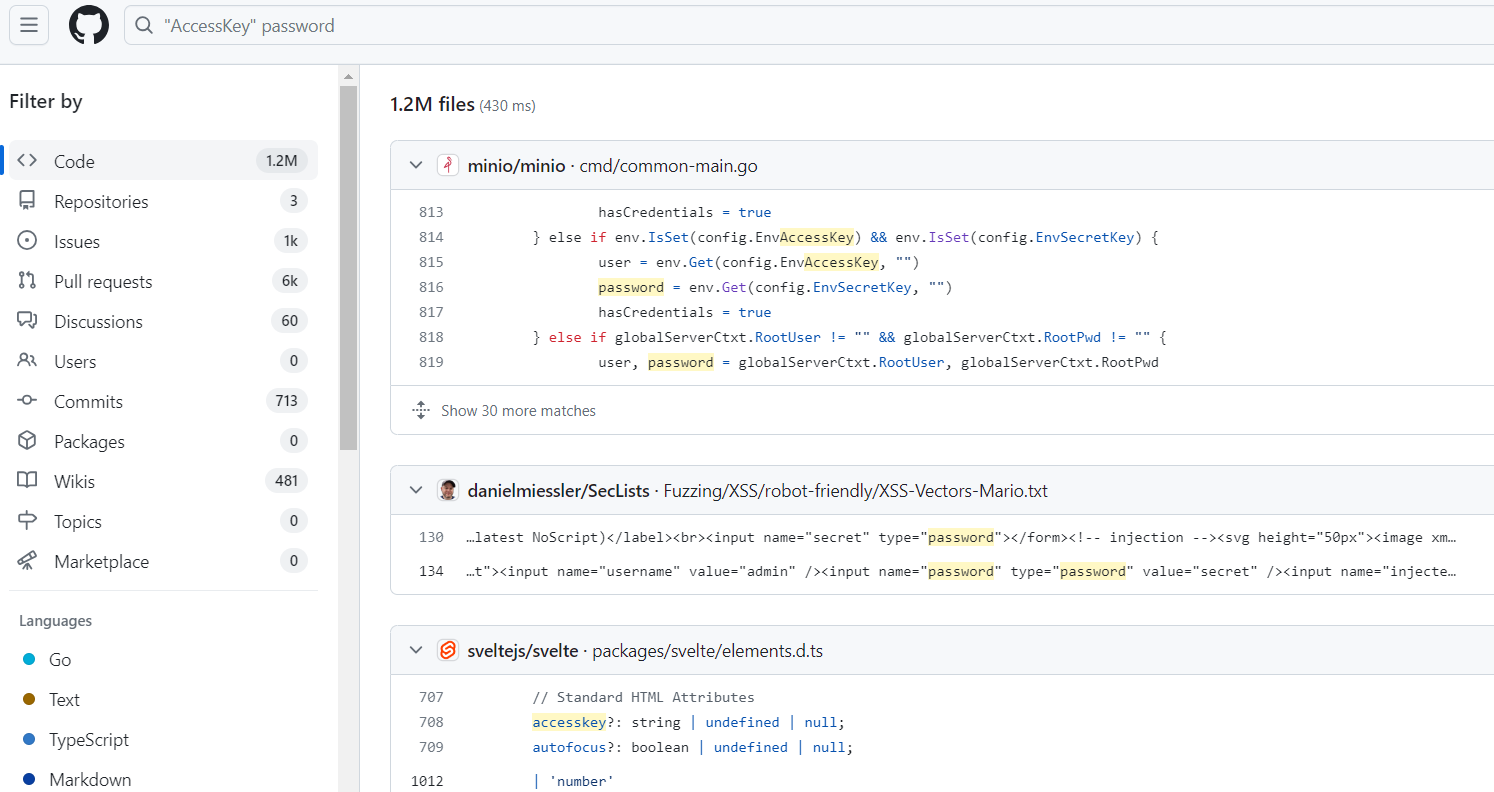 "AccessKey" password
Filter by
Code 1.2M
Repositories 3
Issues 1k
Pull requests 6k
Discussions 60
Users 0
Commits 713
Packages 0
Wikis 481
Topics 0
Marketplace 0
Languages
Go
Text
TypeScript
Markdown
1.2M files (430 ms)
minio/minio · cmd/common-main.go
813 hasCredentials = true
814 } else if env.IsSet(config.EnvAccessKey) && env.IsSet(config.EnvSecretKey) {
815 user = env.Get(config.EnvAccessKey, "")
816 password = env.Get(config.EnvSecretKey, "")
817 hasCredentials = true
818 } else if globalServerCtxt.RootUser != "" && globalServerCtxt.RootPwd != "" {
819 user, password = globalServerCtxt.RootUser, globalServerCtxt.RootPwd
Show 30 more matches
danielmiessler/SecLists · Fuzzing/XSS/robot-friendly/XSS-Vectors-Mario.txt
130 …latest NoScript)</label><br><input name="secret" type="password"></form><!-- injection --><svg height="50px"><image xm…
134 …t"><input name="username" value="admin" /><input name="password" type="password" value="secret" /><input name="injecte…
sveltejs/svelte · packages/svelte/elements.d.ts
707 // Standard HTML Attributes
708 accesskey?: string | undefined | null;
709 autofocus?: boolean | undefined | null;
1012 | 'number'